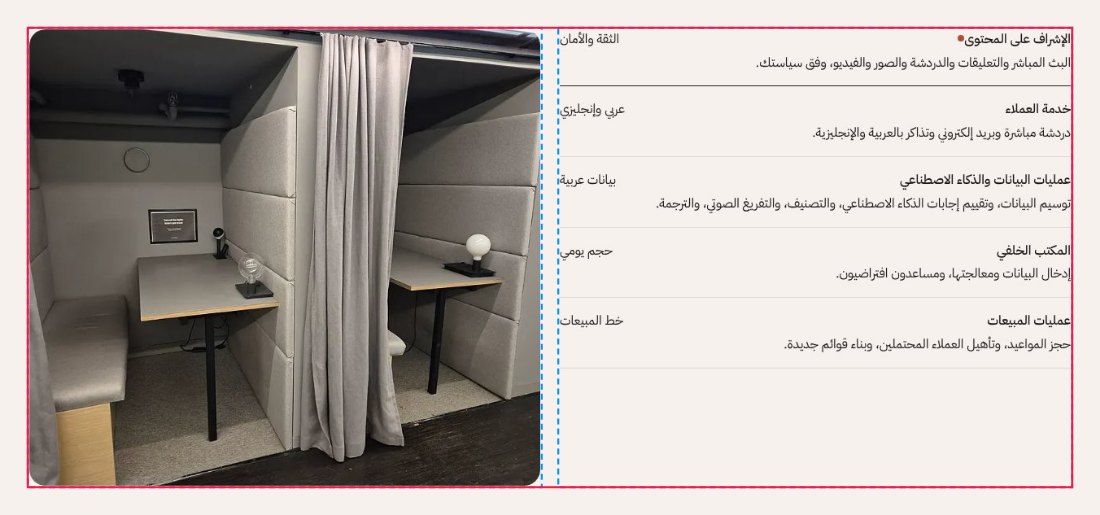 الإشراف على المحتوى
الثقة والأمان
البث المباشر والتعليقات والدردشة والصور والفيديو، وفق سياستك.
خدمة العملاء
عربي وإنجليزي
دردشة مباشرة وبريد إلكتروني وتذاكر بالعربية والإنجليزية.
عمليات البيانات والذكاء الاصطناعي
بيانات عربية
توسيم البيانات، وتقييم إجابات الذكاء الاصطناعي، والتصنيف، والتفريغ الصوتي، والترجمة.
المكتب الخلفي
حجم يومي
إدخال البيانات ومعالجتها، ومساعدون افتراضيون.
عمليات المبيعات
خط المبيعات
حجز المواعيد، وتأهيل العملاء المحتملين، وبناء قوائم جديدة.